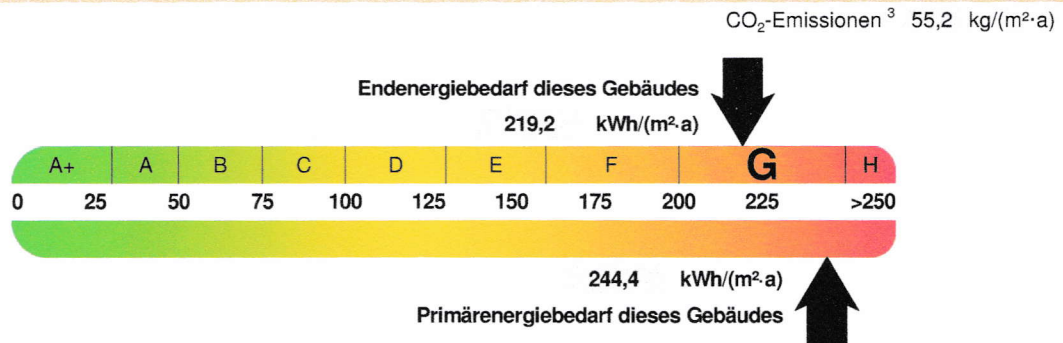 CO₂-Emissionen ³ 55,2 kg/(m²·a)
Endenergiebedarf dieses Gebäudes
219,2 kWh/(m²·a)
A+ A B C D E F G H
0 25 50 75 100 125 150 175 200 225 >250
244,4 kWh/(m²·a)
Primärenergiebedarf dieses Gebäudes